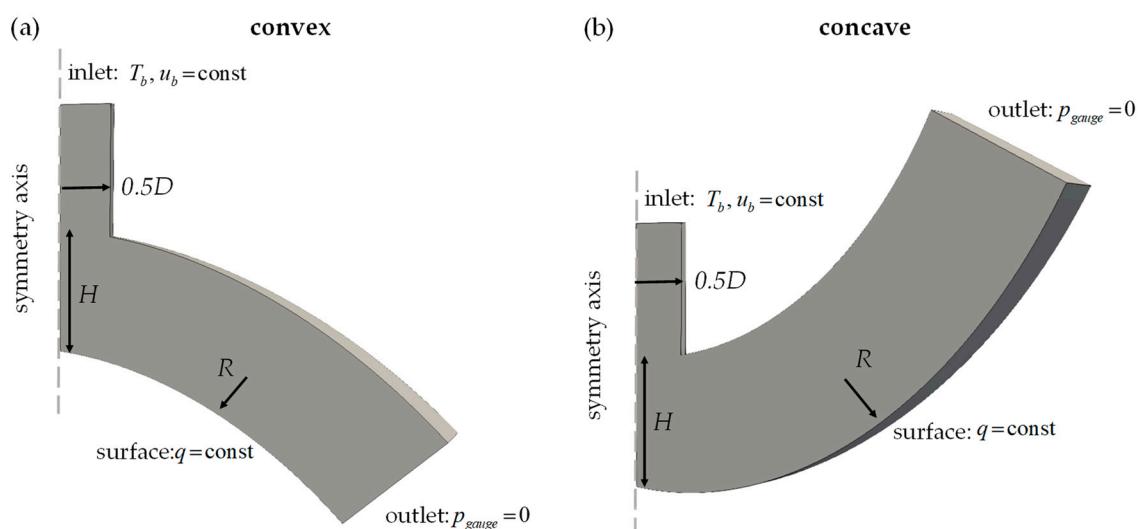 (a)
convex
inlet: T_b, u_b=const
symmetry axis
0.5D
H
R
surface:q=const
outlet: p_gauge=0
(b)
concave
outlet: p_gauge=0
inlet: T_b, u_b=const
symmetry axis
0.5D
H
R
surface: q=const